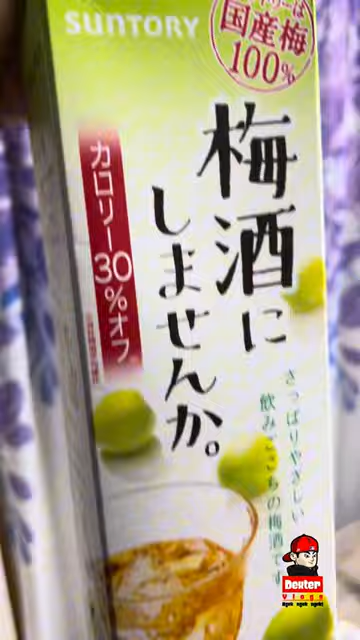 SUNTORY
国産梅
100%
梅酒に
しませんか。
カロリー30%オフ
さっぱりやさしい
飲みごこちの梅酒です
Dexter
Vlogs